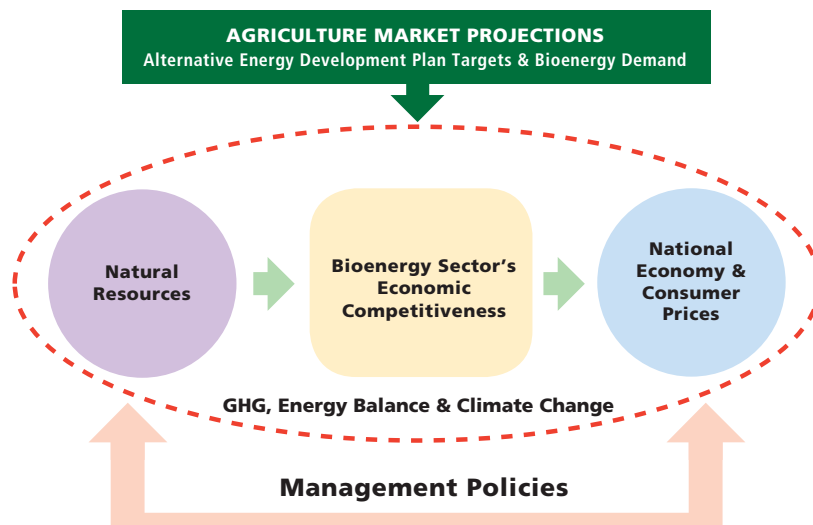 AGRICULTURE MARKET PROJECTIONS
Alternative Energy Development Plan Targets & Bioenergy Demand
Natural
Resources
Bioenergy Sector's
Economic
Competitiveness
National
Economy &
Consumer
Prices
GHG, Energy Balance & Climate Change
Management Policies